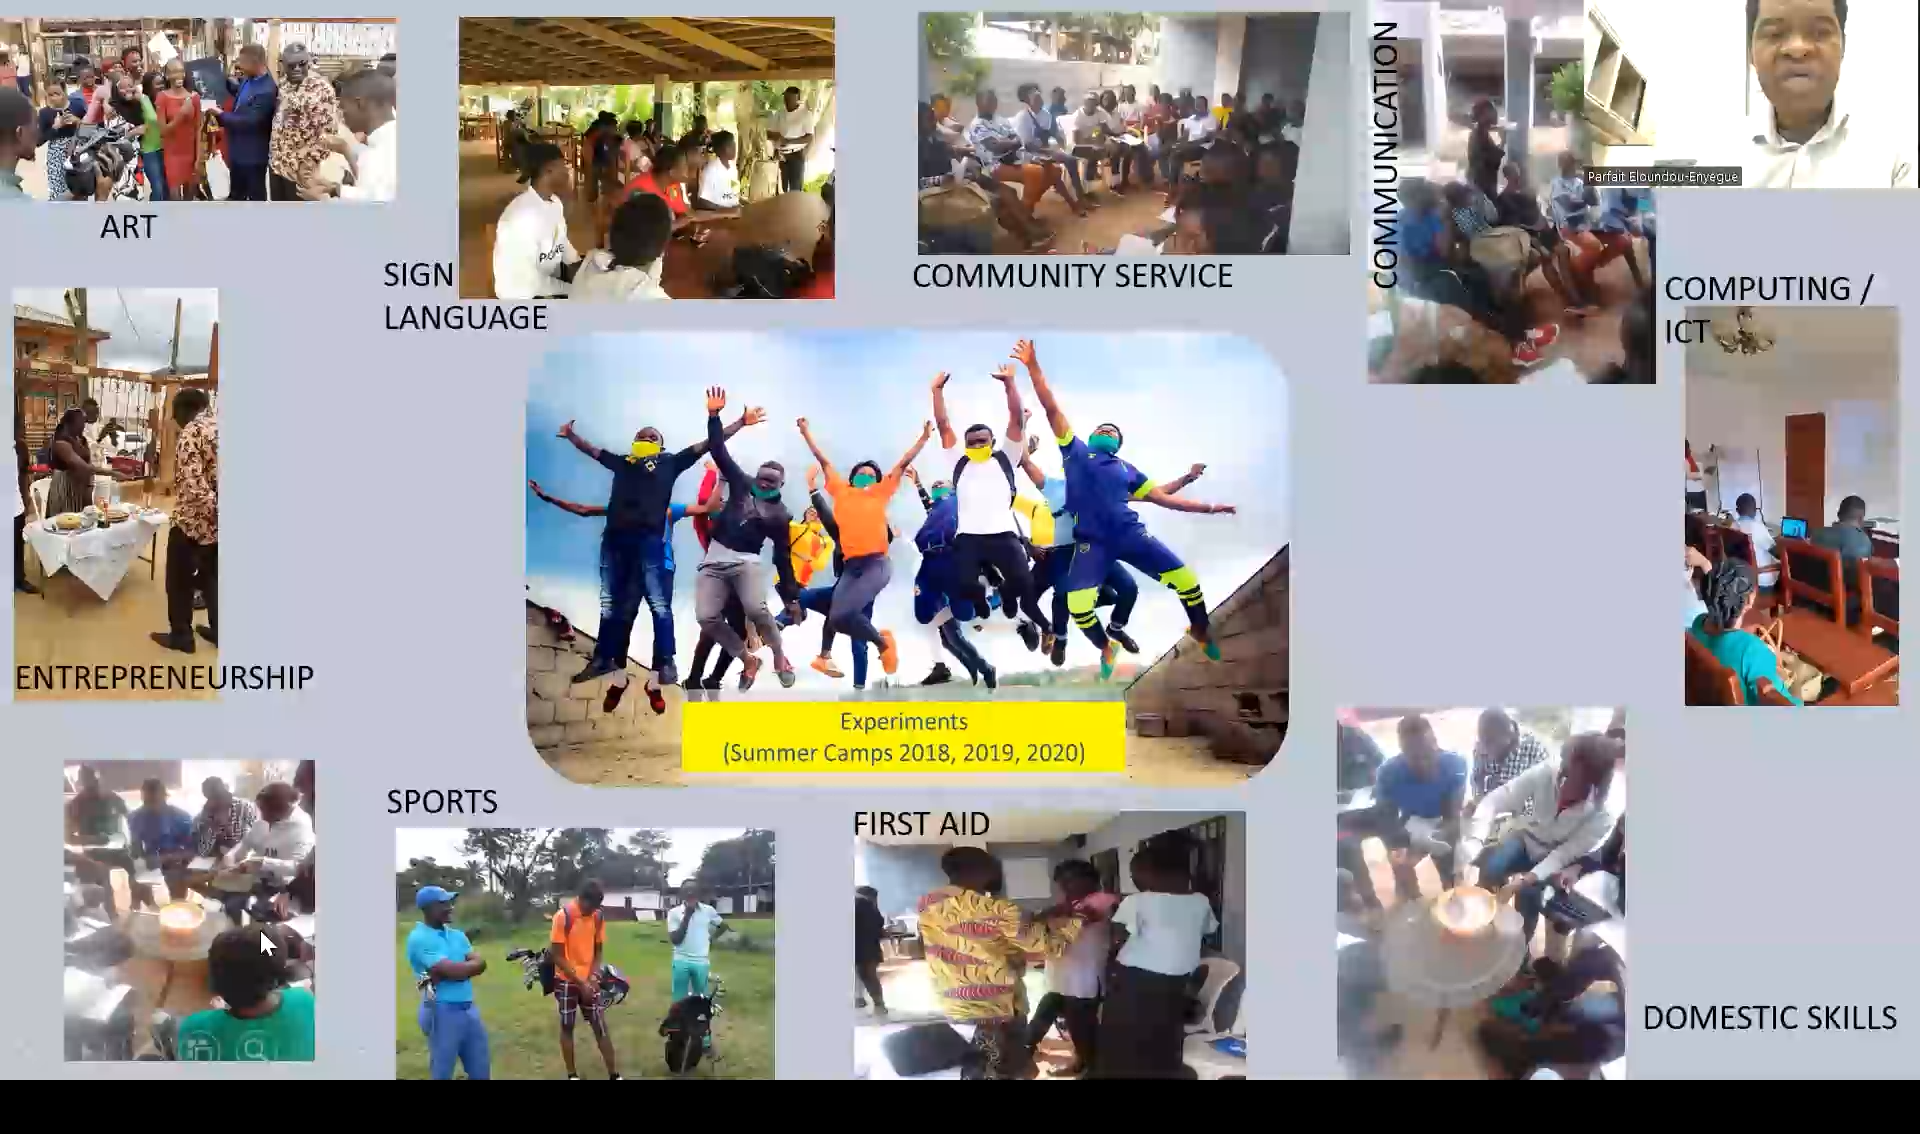 COMMUNICATION
Parfait Eloundou-Enyegue
ART
SIGN
LANGUAGE
COMMUNITY SERVICE
COMPUTING /
ICT
ENTREPRENEURSHIP
Experiments
(Summer Camps 2018, 2019, 2020)
SPORTS
FIRST AID
DOMESTIC SKILLS